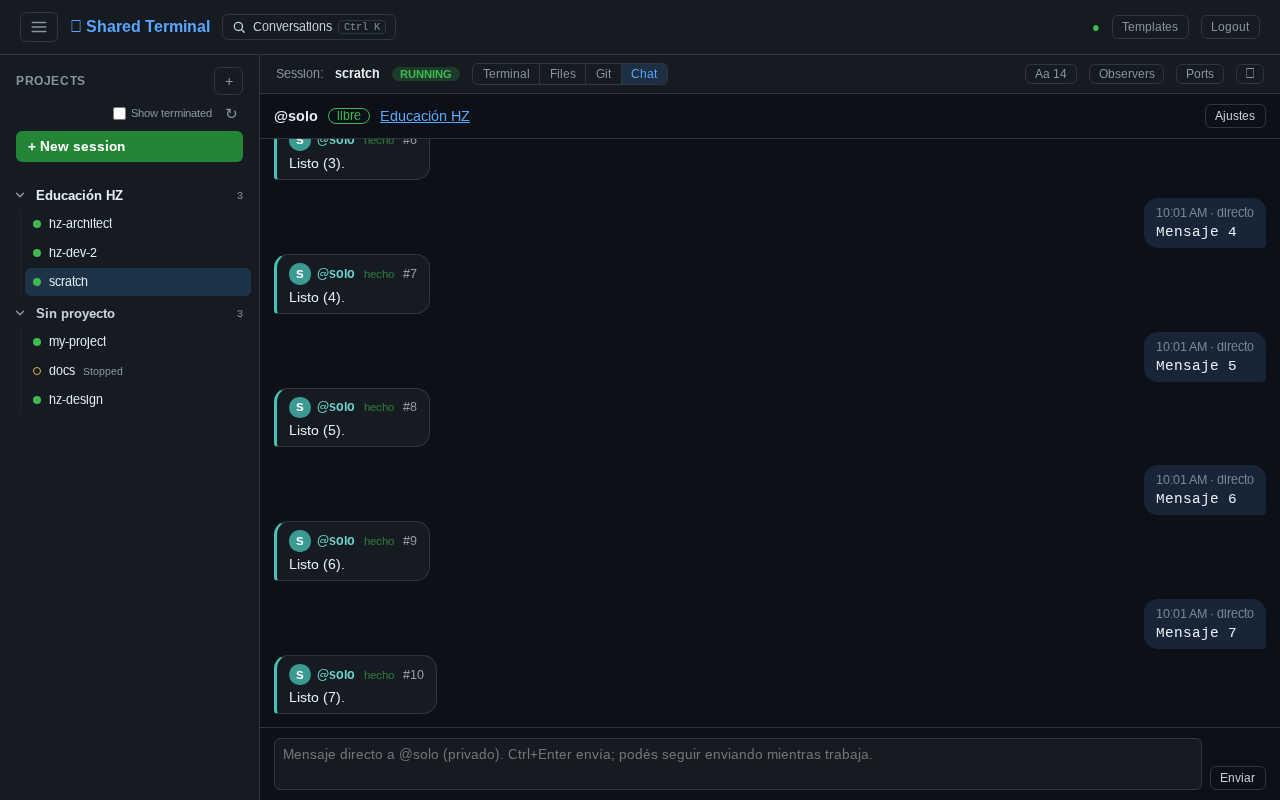 Shared Terminal
Conversations Ctrl K
Templates
Logout
PROJECTS
+
Show terminated
+ New session
Educación HZ 3
hz-architect
hz-dev-2
scratch
Sin proyecto 3
my-project
docs Stopped
hz-design
Session: scratch RUNNING Terminal Files Git Chat
Aa 14 Observers Ports
@solo libre Educación HZ
Ajustes
S @solo hecho #6
Listo (3).
10:01 AM · directo
Mensaje 4
S @solo hecho #7
Listo (4).
10:01 AM · directo
Mensaje 5
S @solo hecho #8
Listo (5).
10:01 AM · directo
Mensaje 6
S @solo hecho #9
Listo (6).
10:01 AM · directo
Mensaje 7
S @solo hecho #10
Listo (7).
Mensaje directo a @solo (privado). Ctrl+Enter envía; podés seguir enviando mientras trabaja.
Enviar